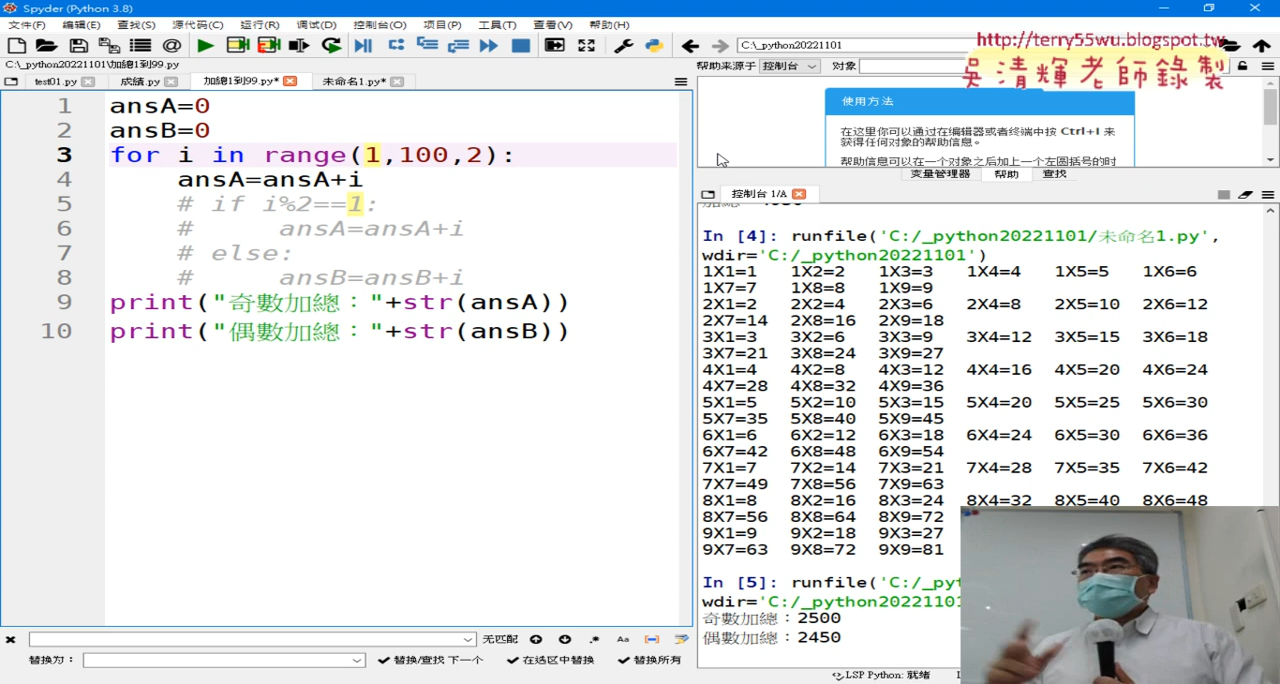 Spyder (Python 3.8)
文件(F) 编辑(E) 查找(S) 源代码(C) 运行(R) 调试(D) 控制台(O) 项目(P) 工具(T) 查看(V) 帮助(H)
C:\_python20221101
http://terry55wu.blogspot.tw
吳清輝老師錄製
C:\_python20221101\加總1到99.py
帮助来源于 控制台 对象
test01.py 成績.py 加總1到99.py* 未命名1.py*
使用方法
在这里你可以通过在编辑器或者终端中按 Ctrl+I 来
获得任何对象的帮助信息。
帮助信息可以在一个对象之后加上一个左圆括号的时
变量管理器 帮助 查找
1 ansA=0
2 ansB=0
3 for i in range(1,100,2):
4 ansA=ansA+i
5 # if i%2==1:
6 # ansA=ansA+i
7 # else:
8 # ansB=ansB+i
9 print("奇數加總："+str(ansA))
10 print("偶數加總："+str(ansB))
控制台 1/A
In [4]: runfile('C:/_python20221101/未命名1.py',
wdir='C:/_python20221101')
1X1=1 1X2=2 1X3=3 1X4=4 1X5=5 1X6=6
1X7=7 1X8=8 1X9=9
2X1=2 2X2=4 2X3=6 2X4=8 2X5=10 2X6=12
2X7=14 2X8=16 2X9=18
3X1=3 3X2=6 3X3=9 3X4=12 3X5=15 3X6=18
3X7=21 3X8=24 3X9=27
4X1=4 4X2=8 4X3=12 4X4=16 4X5=20 4X6=24
4X7=28 4X8=32 4X9=36
5X1=5 5X2=10 5X3=15 5X4=20 5X5=25 5X6=30
5X7=35 5X8=40 5X9=45
6X1=6 6X2=12 6X3=18 6X4=24 6X5=30 6X6=36
6X7=42 6X8=48 6X9=54
7X1=7 7X2=14 7X3=21 7X4=28 7X5=35 7X6=42
7X7=49 7X8=56 7X9=63
8X1=8 8X2=16 8X3=24 8X4=32 8X5=40 8X6=48
8X7=56 8X8=64 8X9=72
9X1=9 9X2=18 9X3=27
9X7=63 9X8=72 9X9=81
In [5]: runfile('C:/_pyt
wdir='C:/_python20221101
奇數加總：2500
偶數加總：2450
无匹配 Aa
替换为： 替换/查找 下一个 在选区中替换 替换所有
LSP Python: 就绪